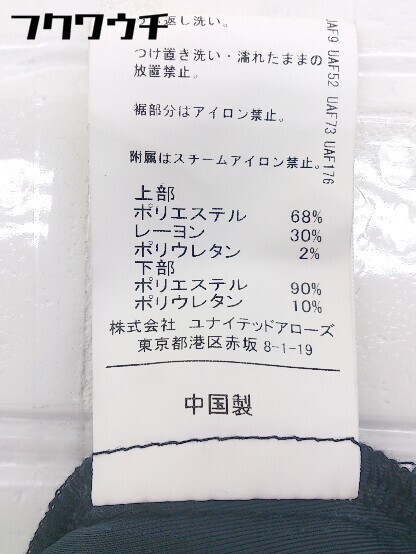 フクワウチ
返し洗い。
つけ置き洗い・濡れたままの
放置禁止。
裾部分はアイロン禁止。
附属はスチームアイロン禁止。
上部
ポリエステル 68%
レーヨン 30%
ポリウレタン 2%
下部
ポリエステル 90%
ポリウレタン 10%
株式会社 ユナイテッドアローズ
東京都港区赤坂 8-1-19
中国製
UAF52 UAF73 UAF176